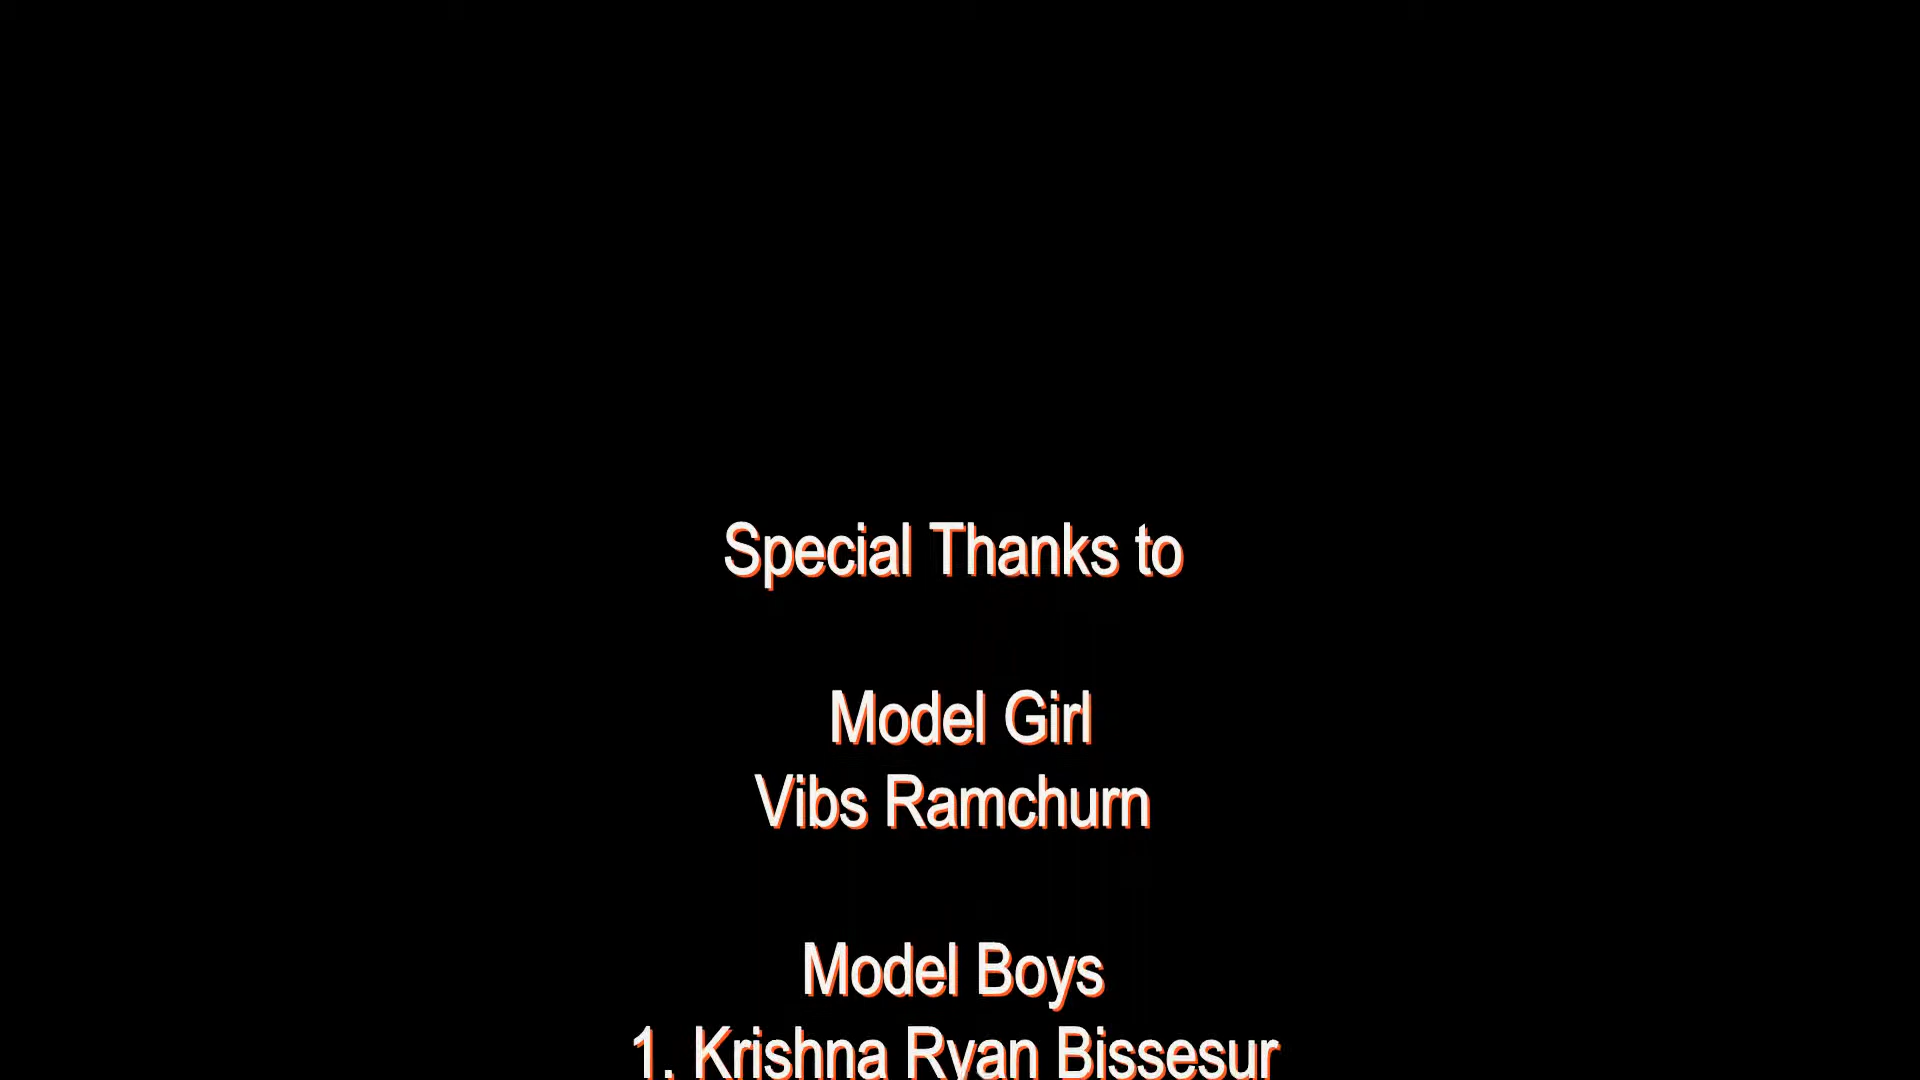 Special Thanks to
Model Girl
Vibs Ramchurn
Model Boys
1. Krishna Ryan Bissesur